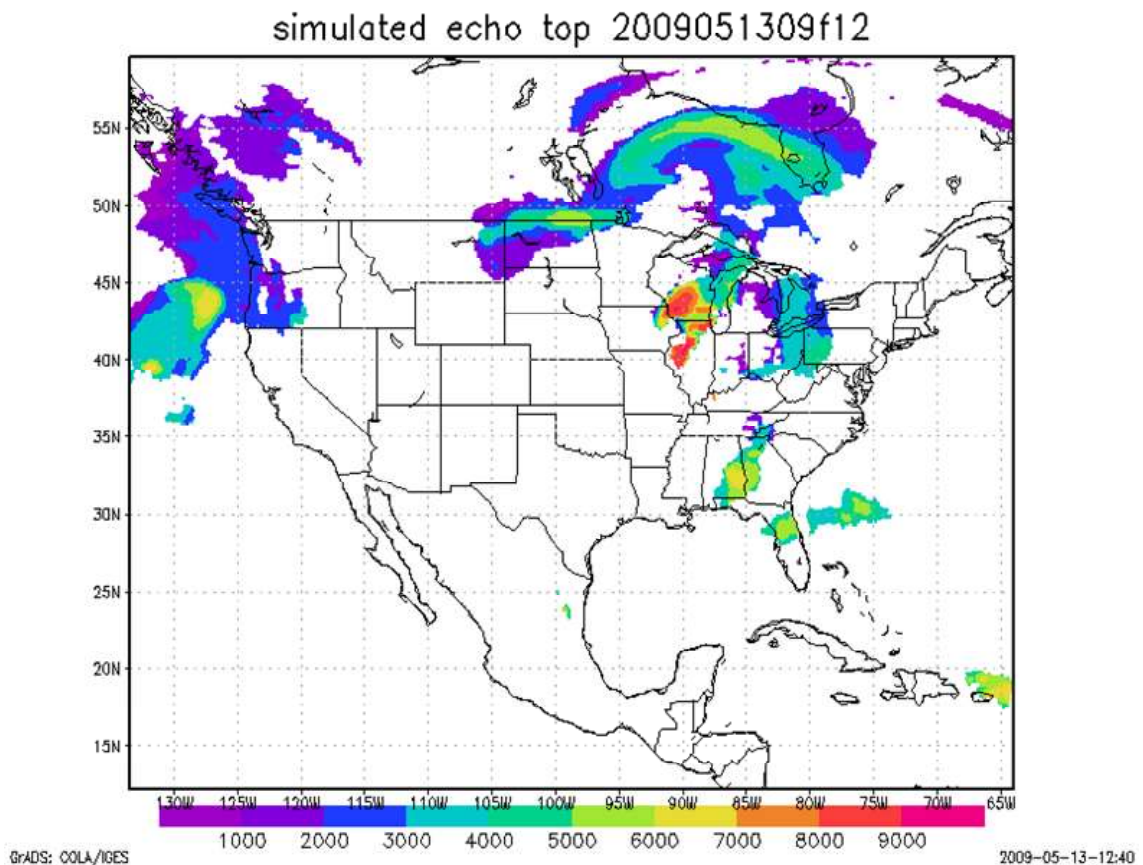 simulated echo top 2009051309f12
55N
50N
45N
40N
35N
30N
25N
20N
15N
130W 125W 120W 115W 110W 105W 100W 95W 90W 85W 80W 75W 70W 65W
1000 2000 3000 4000 5000 6000 7000 8000 9000
GrADS: COLA/IGES 2009-05-13-12:40